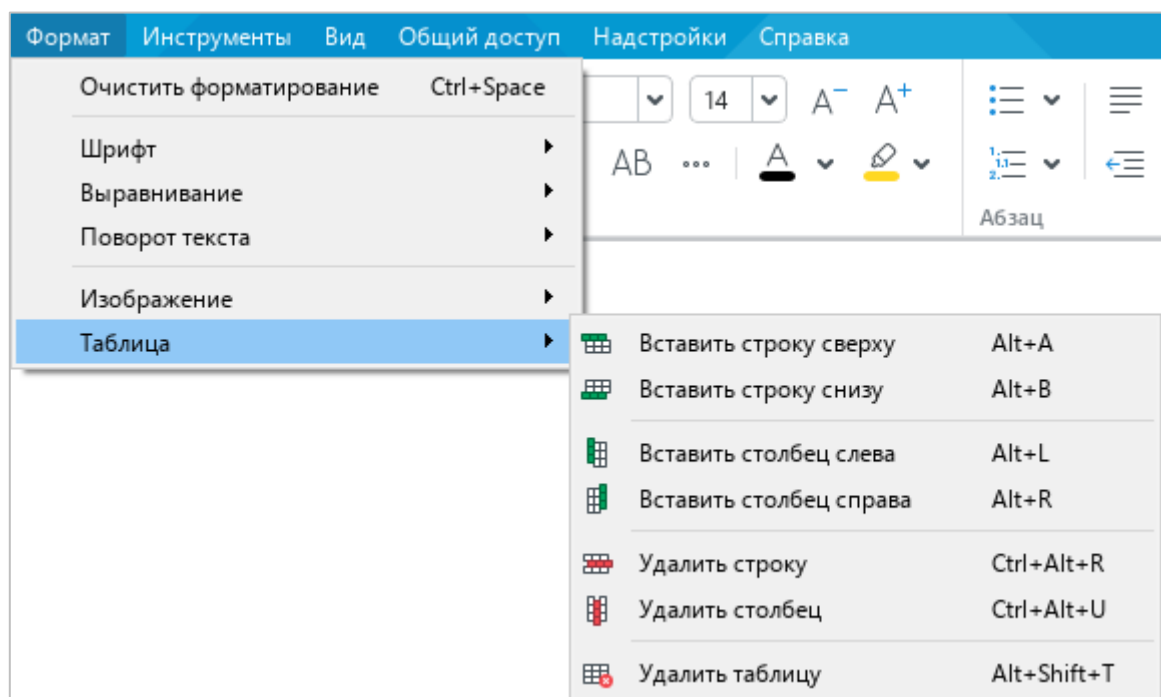 Формат Инструменты Вид Общий доступ Надстройки Справка
Очистить форматирование Ctrl+Space
14 A− A+
Шрифт
AB A
Выравнивание
Поворот текста
Абзац
Изображение
Таблица
Вставить строку сверху Alt+A
Вставить строку снизу Alt+B
Вставить столбец слева Alt+L
Вставить столбец справа Alt+R
Удалить строку Ctrl+Alt+R
Удалить столбец Ctrl+Alt+U
Удалить таблицу Alt+Shift+T